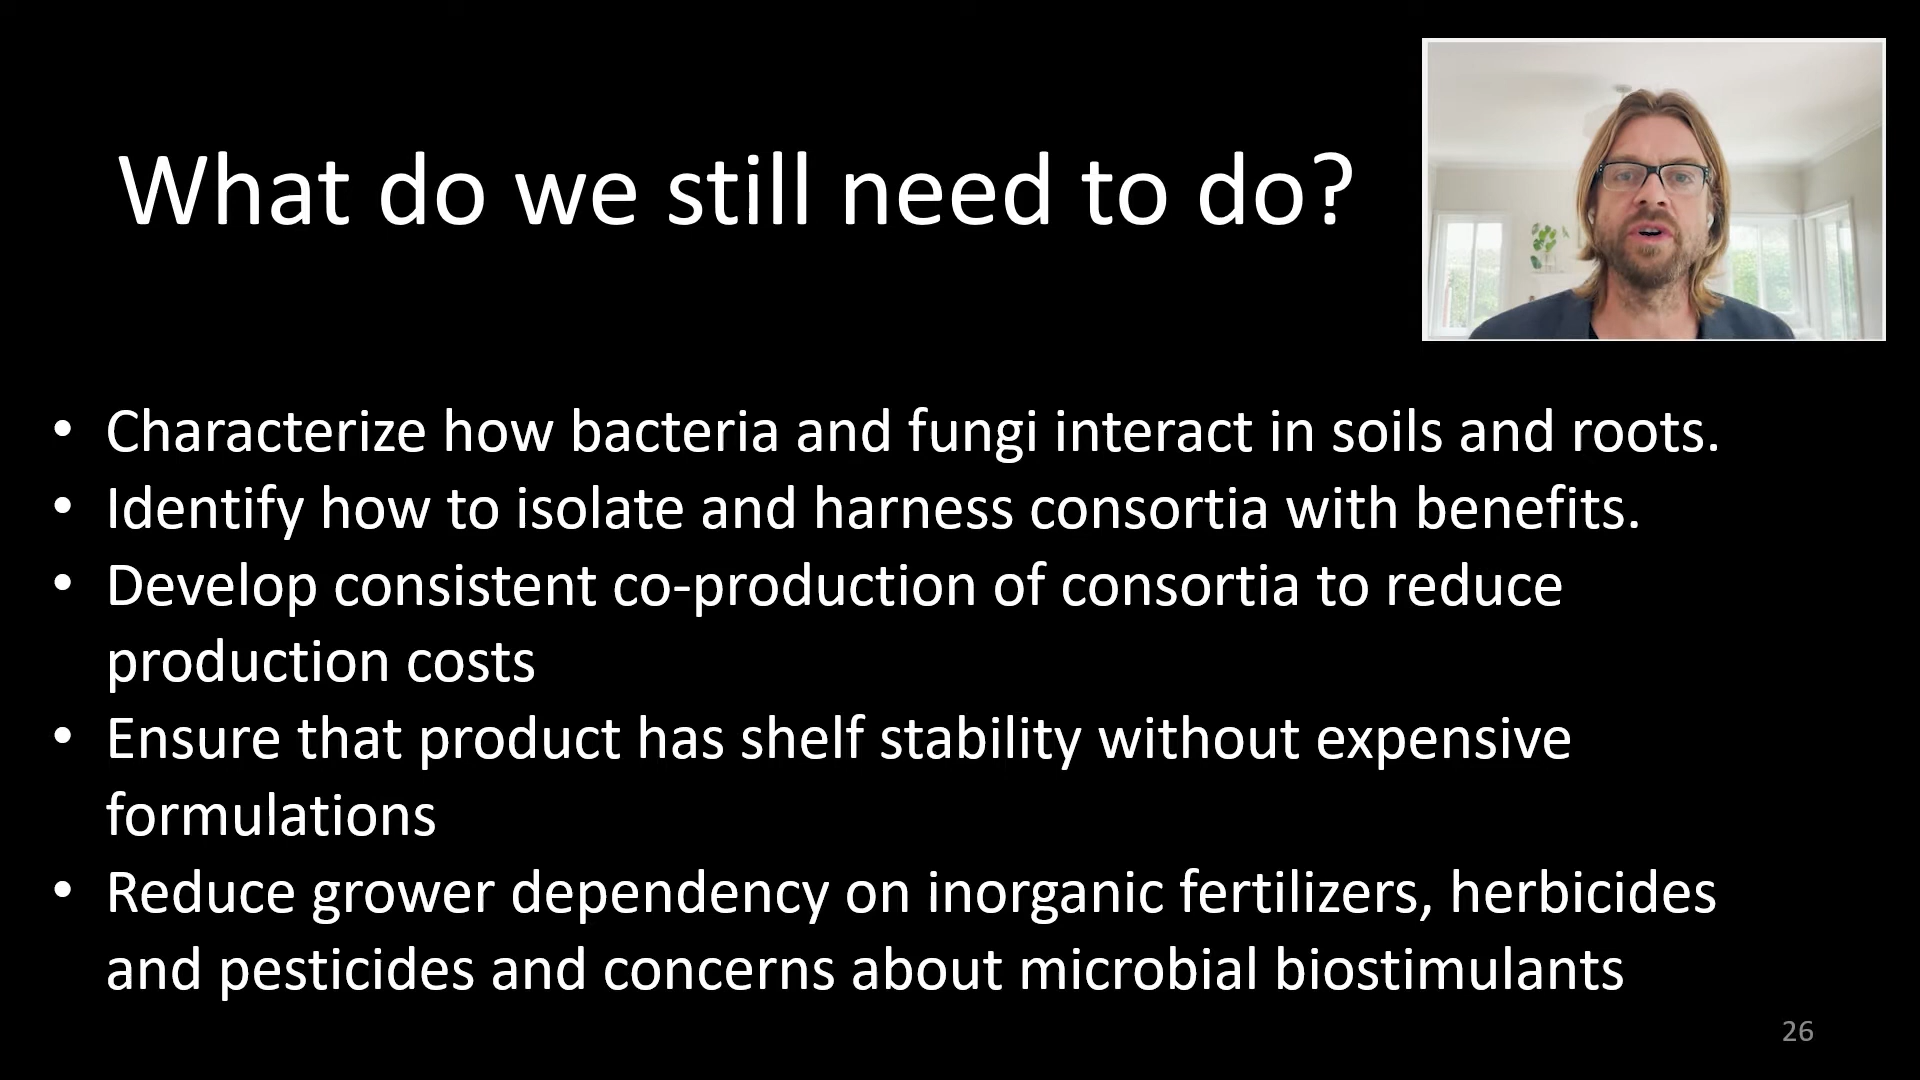 What do we still need to do?
• Characterize how bacteria and fungi interact in soils and roots.
• Identify how to isolate and harness consortia with benefits.
• Develop consistent co-production of consortia to reduce
production costs
• Ensure that product has shelf stability without expensive
formulations
• Reduce grower dependency on inorganic fertilizers, herbicides
and pesticides and concerns about microbial biostimulants
26